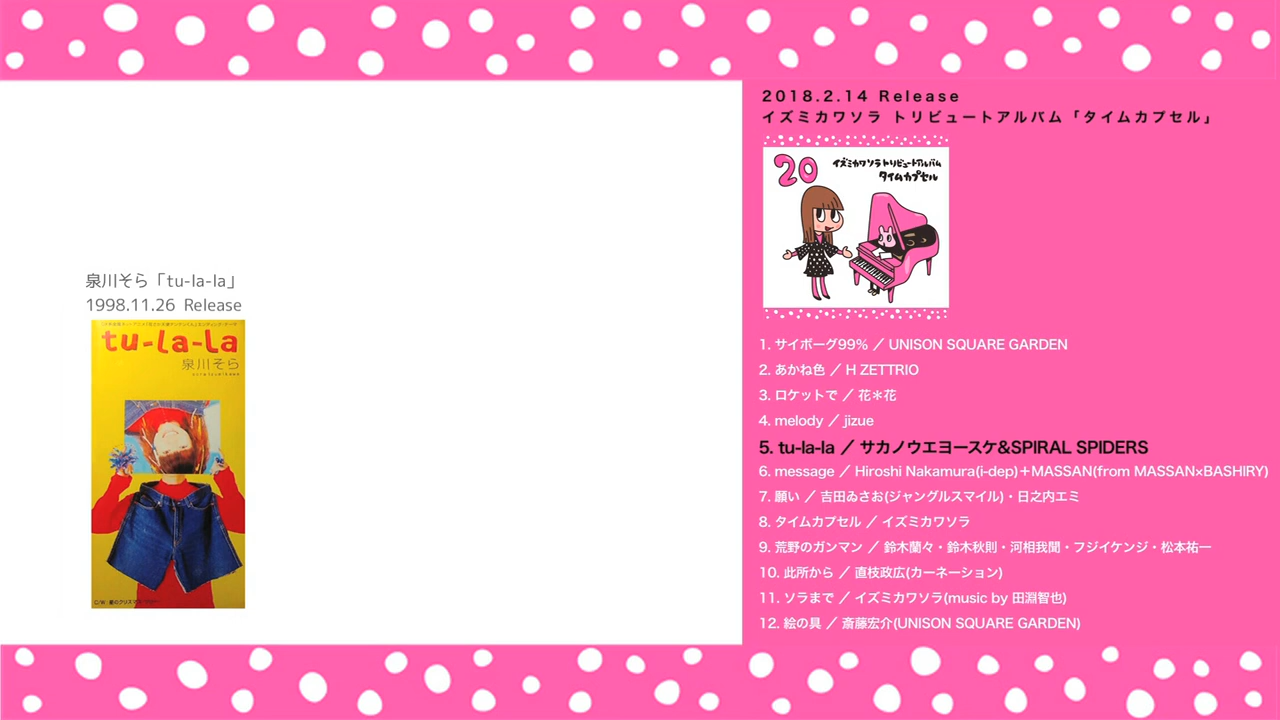 2018.2.14 Release
イズミカワソラ トリビュートアルバム「タイムカプセル」
20
イズミカワソラトリビュートアルバム
タイムカプセル
泉川そら「tu-la-la」
1998.11.26 Release
tu-la-la
泉川そら
1. サイボーグ99% ／ UNISON SQUARE GARDEN
2. あかね色 ／ H ZETTRIO
3. ロケットで ／ 花＊花
4. melody ／ jizue
5. tu-la-la ／ サカノウエヨースケ&SPIRAL SPIDERS
6. message ／ Hiroshi Nakamura(i-dep)＋MASSAN(from MASSAN×BASHIRY)
7. 願い ／ 吉田ゐさお(ジャングルスマイル)・日之内エミ
8. タイムカプセル ／ イズミカワソラ
9. 荒野のガンマン ／ 鈴木蘭々・鈴木秋則・河相我聞・フジイケンジ・松本祐一
10. 此所から ／ 直枝政広(カーネーション)
11. ソラまで ／ イズミカワソラ(music by 田淵智也)
12. 絵の具 ／ 斎藤宏介(UNISON SQUARE GARDEN)